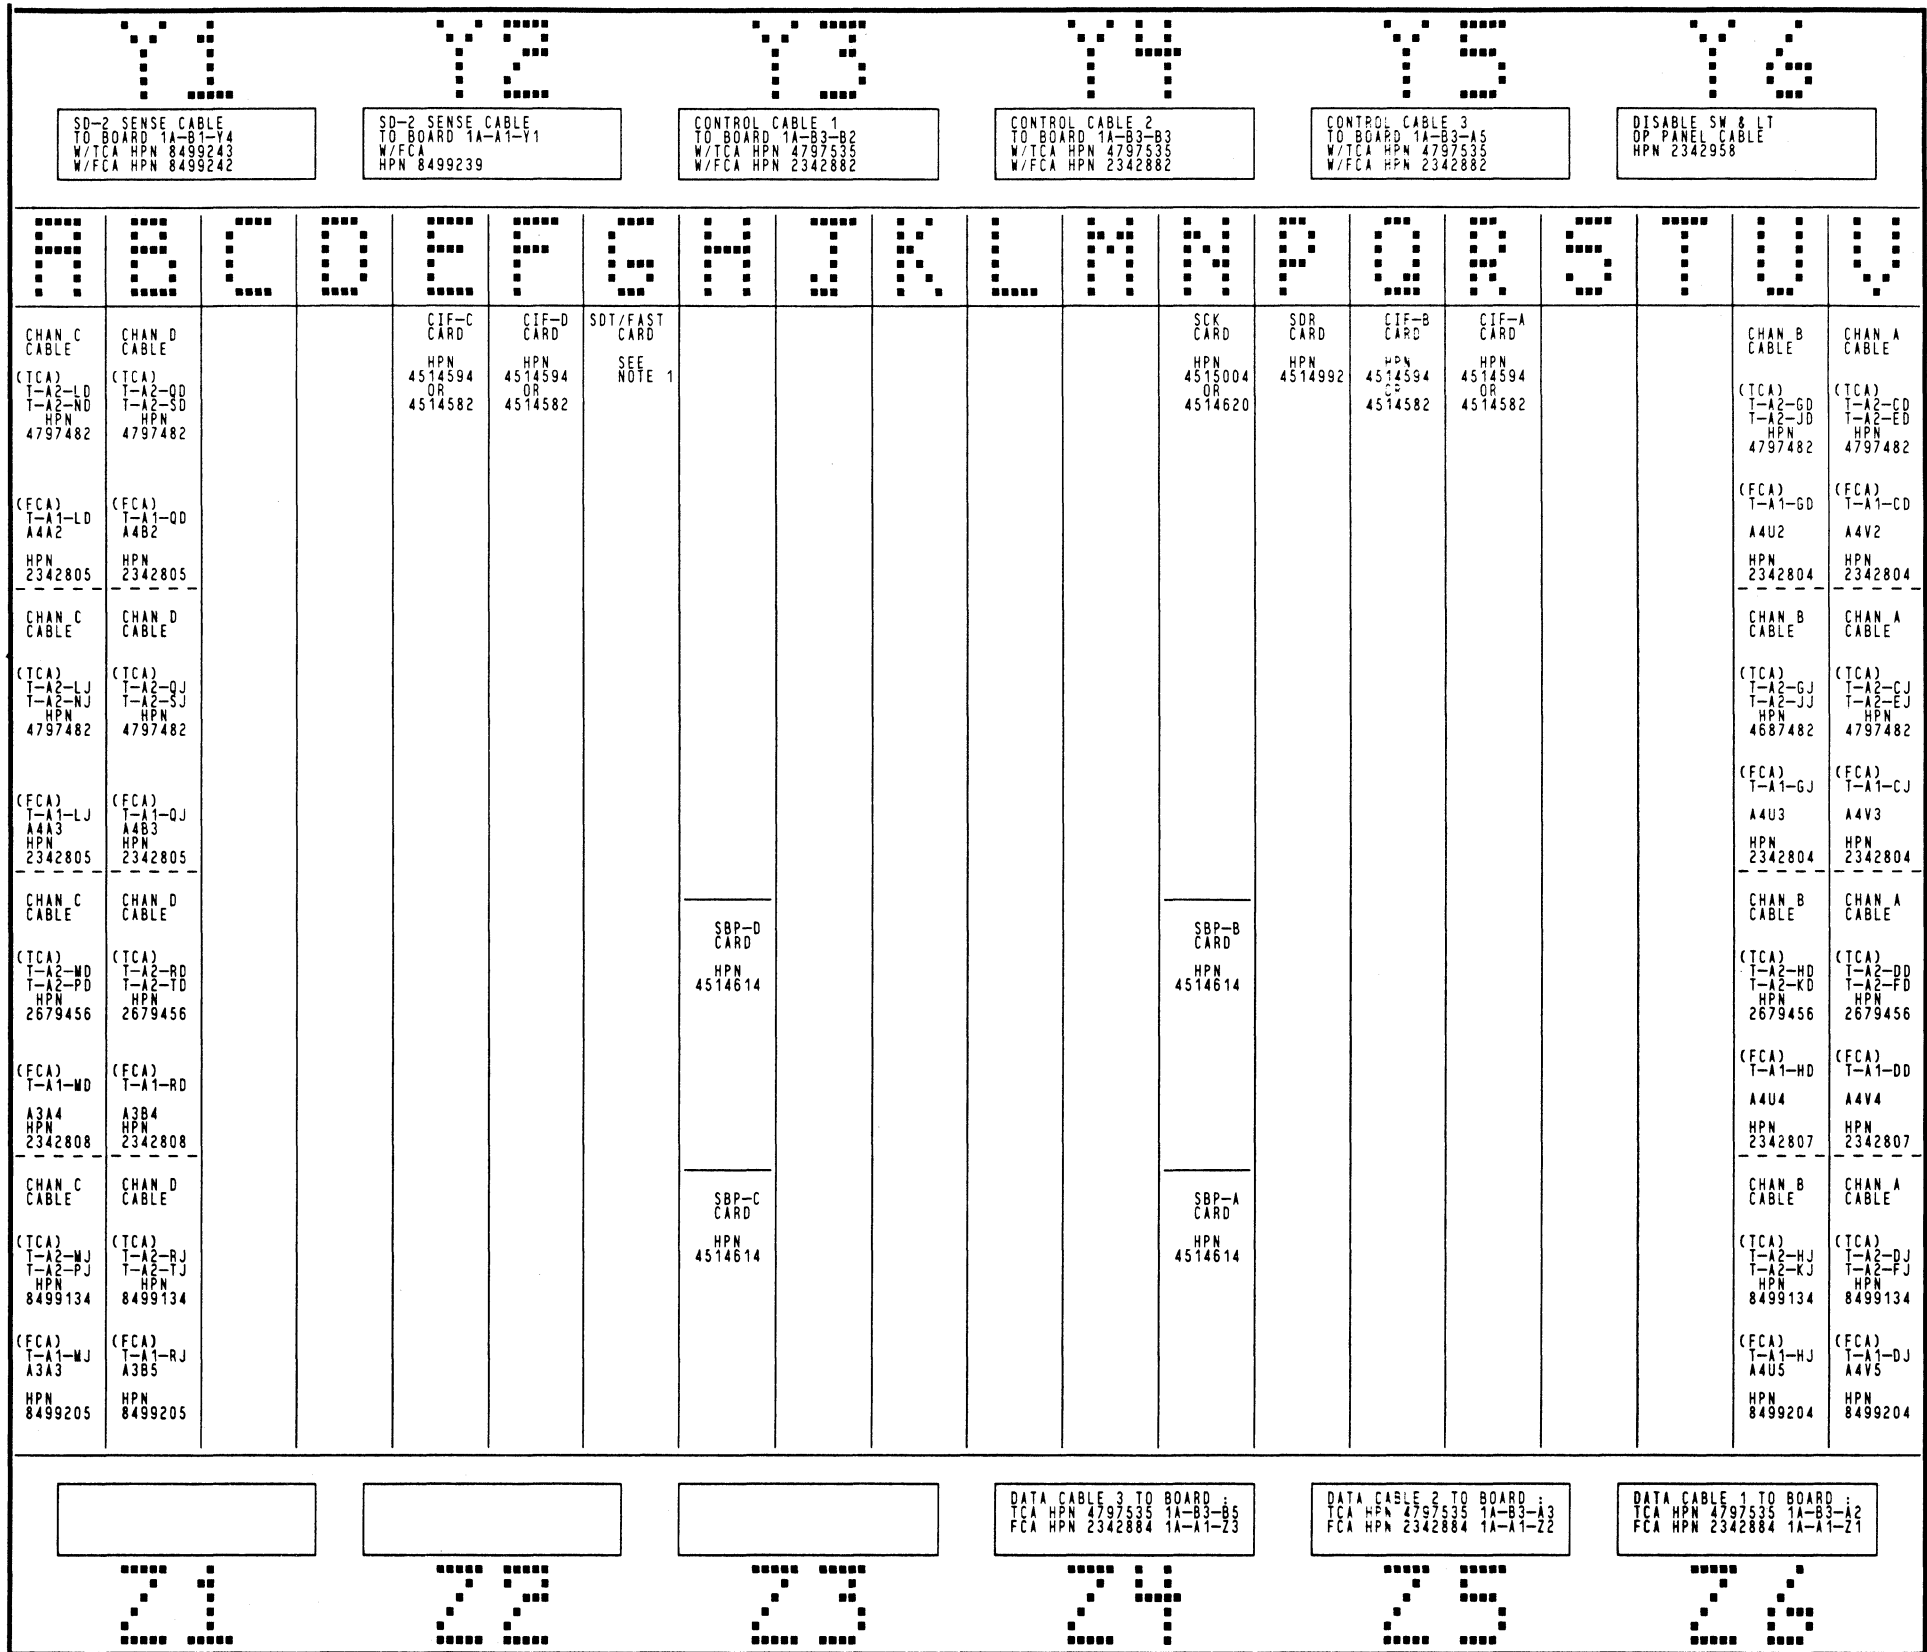 Y1
Y2
Y3
Y4
Y5
Y6
SD-2 SENSE CABLE
TO BOARD 1A-B1-Y4
W/TCA HPN 8499243
W/FCA HPN 8499242
SD-2 SENSE CABLE
TO BOARD 1A-A1-Y1
W/FCA
HPN 8499239
CONTROL CABLE 1
TO BOARD 1A-B3-B2
W/TCA HPN 4797535
W/FCA HPN 2342882
CONTROL CABLE 2
TO BOARD 1A-B3-B3
W/TCA HPN 4797535
W/FCA HPN 2342882
CONTROL CABLE 3
TO BOARD 1A-B3-A5
W/TCA HPN 4797535
W/FCA HPN 2342882
DISABLE SW & LT
OP PANEL CABLE
HPN 2342958
A B C D E F G H J K L M N P Q R S T U V
CHAN C
CABLE
(TCA)
T-A2-LD
T-A2-ND
HPN
4797482
(FCA)
T-A1-LD
A4A2
HPN
2342805
CHAN C
CABLE
(TCA)
T-A2-LJ
T-A2-NJ
HPN
4797482
(FCA)
T-A1-LJ
A4A3
HPN
2342805
CHAN C
CABLE
(TCA)
T-A2-MD
T-A2-PD
HPN
2679456
(FCA)
T-A1-MD
A3A4
HPN
2342808
CHAN C
CABLE
(TCA)
T-A2-MJ
T-A2-PJ
HPN
8499134
(FCA)
T-A1-MJ
A3A3
HPN
8499205
CHAN D
CABLE
(TCA)
T-A2-QD
T-A2-SD
HPN
4797482
(FCA)
T-A1-QD
A4B2
HPN
2342805
CHAN D
CABLE
(TCA)
T-A2-QJ
T-A2-SJ
HPN
4797482
(FCA)
T-A1-QJ
A4B3
HPN
2342805
CHAN D
CABLE
(TCA)
T-A2-RD
T-A2-TD
HPN
2679456
(FCA)
T-A1-RD
A3B4
HPN
2342808
CHAN D
CABLE
(TCA)
T-A2-RJ
T-A2-TJ
HPN
8499134
(FCA)
T-A1-RJ
A3B5
HPN
8499205
CIF-C
CARD
HPN
4514594
OR
4514582
CIF-D
CARD
HPN
4514594
OR
4514582
SDT/FAST
CARD
SEE
NOTE 1
SBP-D
CARD
HPN
4514614
SBP-C
CARD
HPN
4514614
SCK
CARD
HPN
4515004
OR
4514620
SBP-B
CARD
HPN
4514614
SBP-A
CARD
HPN
4514614
SDR
CARD
HPN
4514992
CIF-B
CARD
HPN
4514594
OR
4514582
CIF-A
CARD
HPN
4514594
OR
4514582
CHAN B
CABLE
(TCA)
T-A2-GD
T-A2-JD
HPN
4797482
(FCA)
T-A1-GD
A4U2
HPN
2342804
CHAN B
CABLE
(TCA)
T-A2-GJ
T-A2-JJ
HPN
4687482
(FCA)
T-A1-GJ
A4U3
HPN
2342804
CHAN B
CABLE
(TCA)
T-A2-HD
T-A2-KD
HPN
2679456
(FCA)
T-A1-HD
A4U4
HPN
2342807
CHAN B
CABLE
(TCA)
T-A2-HJ
T-A2-KJ
HPN
8499134
(FCA)
T-A1-HJ
A4U5
HPN
8499204
CHAN A
CABLE
(TCA)
T-A2-CD
T-A2-ED
HPN
4797482
(FCA)
T-A1-CD
A4V2
HPN
2342804
CHAN A
CABLE
(TCA)
T-A2-CJ
T-A2-EJ
HPN
4797482
(FCA)
T-A1-CJ
A4V3
HPN
2342804
CHAN A
CABLE
(TCA)
T-A2-DD
T-A2-FD
HPN
2679456
(FCA)
T-A1-DD
A4V4
HPN
2342807
CHAN A
CABLE
(TCA)
T-A2-DJ
T-A2-FJ
HPN
8499134
(FCA)
T-A1-DJ
A4V5
HPN
8499204
DATA CABLE 3 TO BOARD :
TCA HPN 4797535 1A-B3-B5
FCA HPN 2342884 1A-A1-Z3
DATA CABLE 2 TO BOARD :
TCA HPN 4797535 1A-B3-A3
FCA HPN 2342884 1A-A1-Z2
DATA CABLE 1 TO BOARD :
TCA HPN 4797535 1A-B3-A2
FCA HPN 2342884 1A-A1-Z1
Z1
Z2
Z3
Z4
Z5
Z6